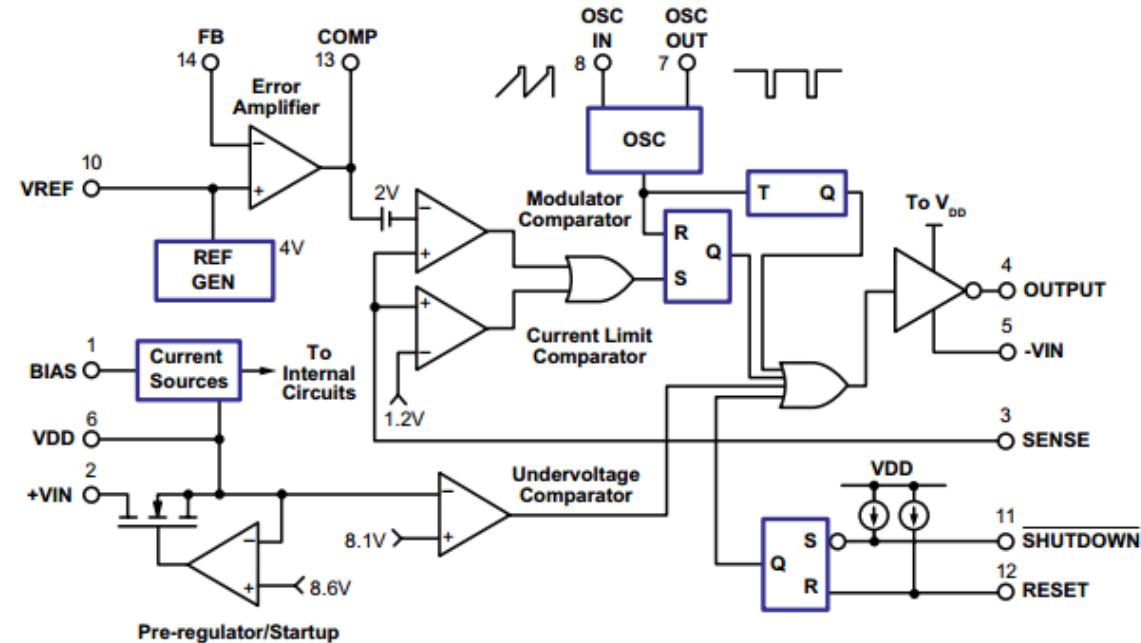 FB
14
COMP
13
OSC
IN
8
OSC
OUT
7
Error
Amplifier
−
+
OSC
10
VREF
REF
GEN
4V
2V
−
+
Modulator
Comparator
T Q
R
Q
S
To VDD
4
OUTPUT
5
-VIN
−
Current Limit
Comparator
1.2V
1
BIAS
Current
Sources
To
Internal
Circuits
6
VDD
2
+VIN
3
SENSE
Undervoltage
Comparator
−
+
8.1V
−
+
8.6V
VDD
S
Q
R
11
SHUTDOWN
12
RESET
Pre-regulator/Startup